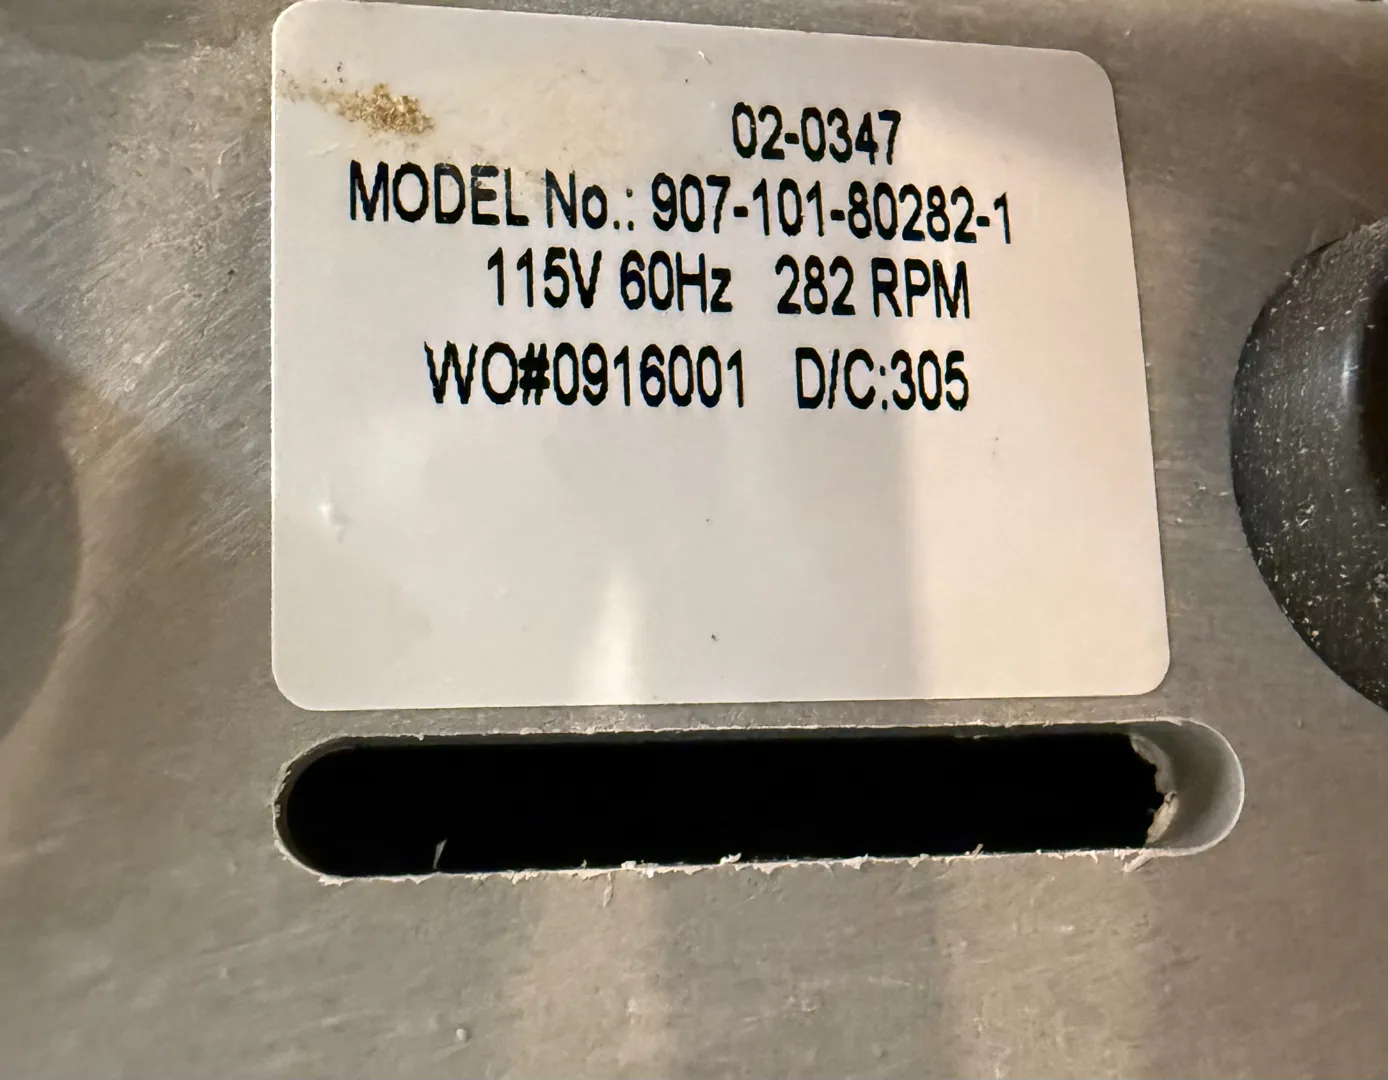 02-0347
MODEL No.: 907-101-80282-1
115V 60Hz 282 RPM
WO#0916001 D/C:305